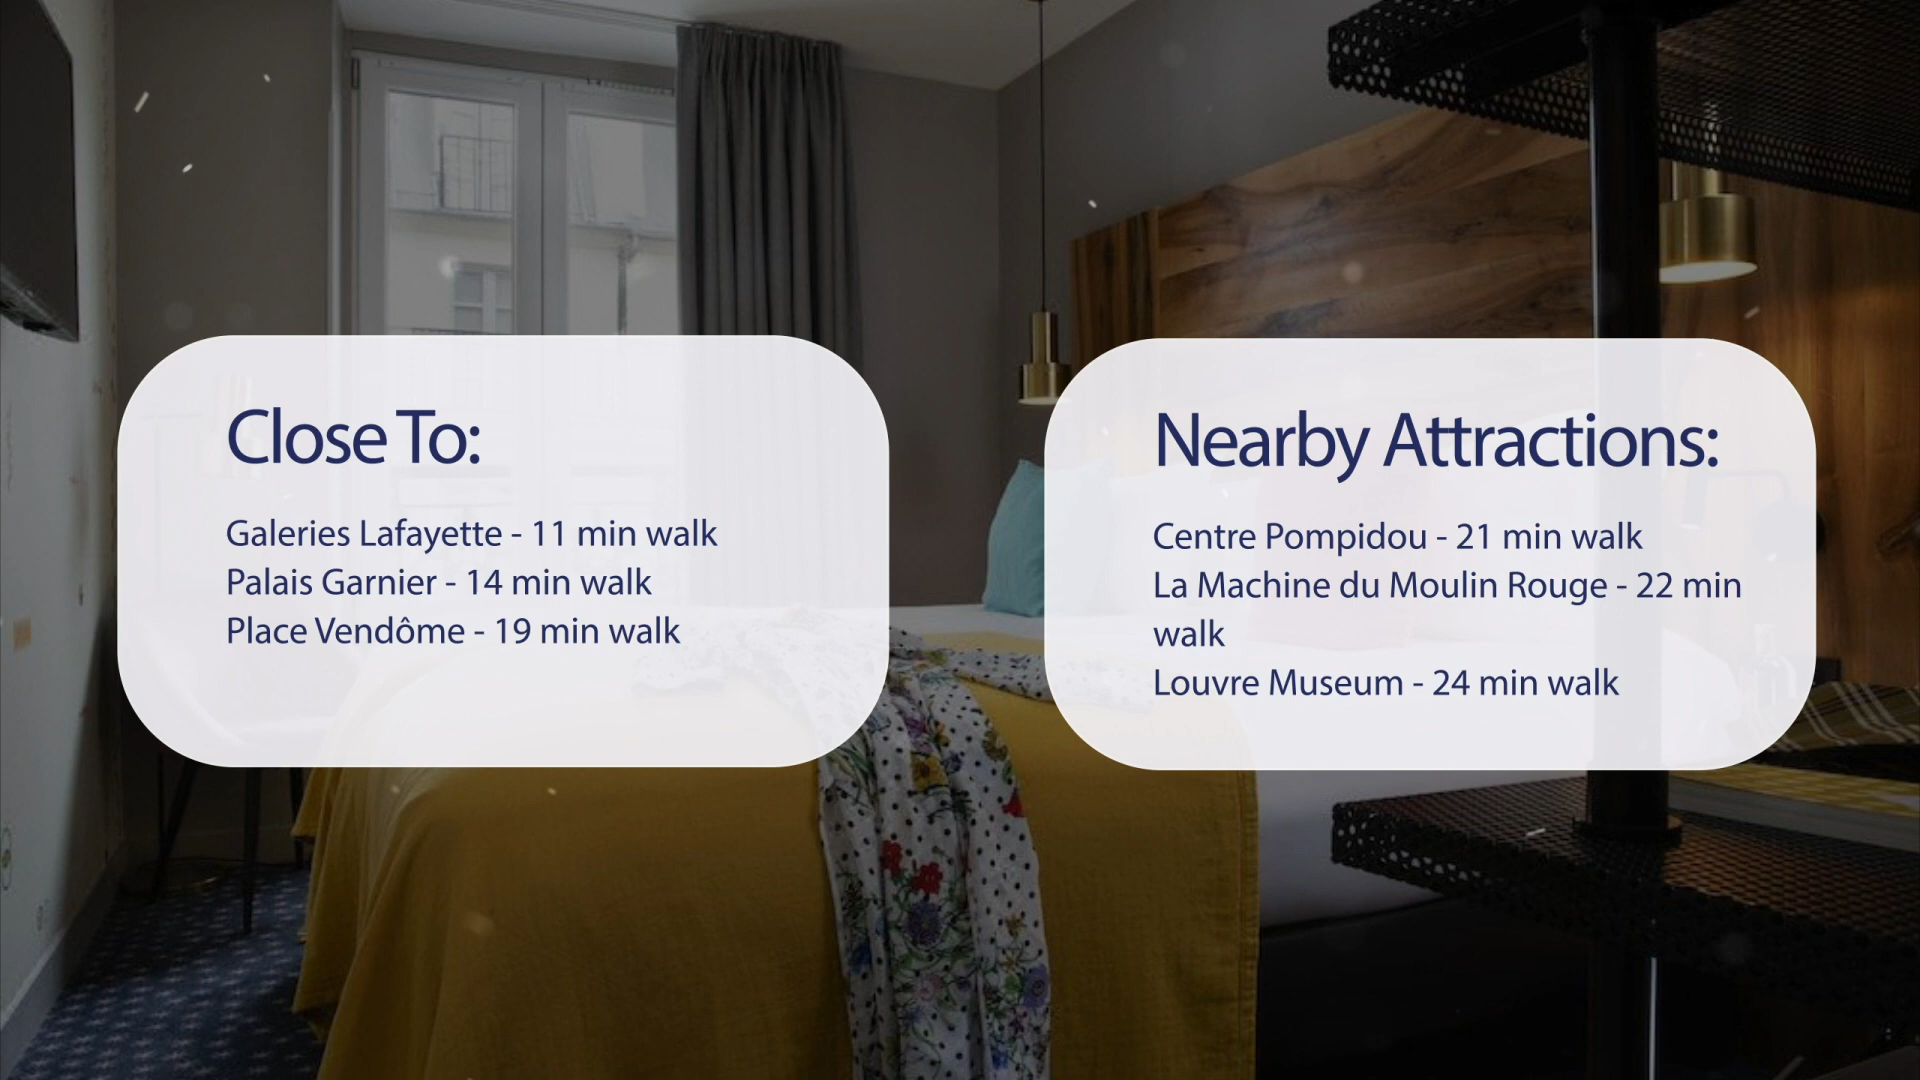 Close To:
Galeries Lafayette - 11 min walk
Palais Garnier - 14 min walk
Place Vendôme - 19 min walk
Nearby Attractions:
Centre Pompidou - 21 min walk
La Machine du Moulin Rouge - 22 min
walk
Louvre Museum - 24 min walk